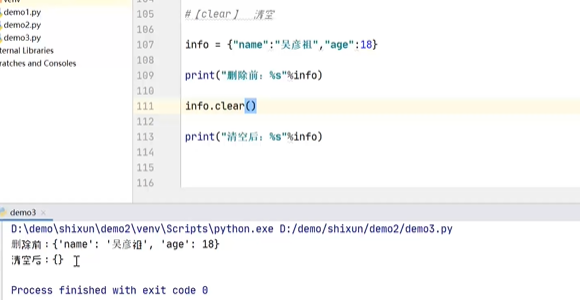 venv
demo1.py
demo2.py
demo3.py
ternal Libraries
ratches and Consoles
105 #【clear】 清空
106
107 info = {"name":"吴彦祖","age":18}
108
109 print("删除前：%s"%info)
110
111 info.clear()
112
113 print("清空后：%s"%info)
114
115
116
demo3 ×
D:\demo\shixun\demo2\venv\Scripts\python.exe D:/demo/shixun/demo2/demo3.py
删除前：{'name': '吴彦祖', 'age': 18}
清空后：{}
Process finished with exit code 0